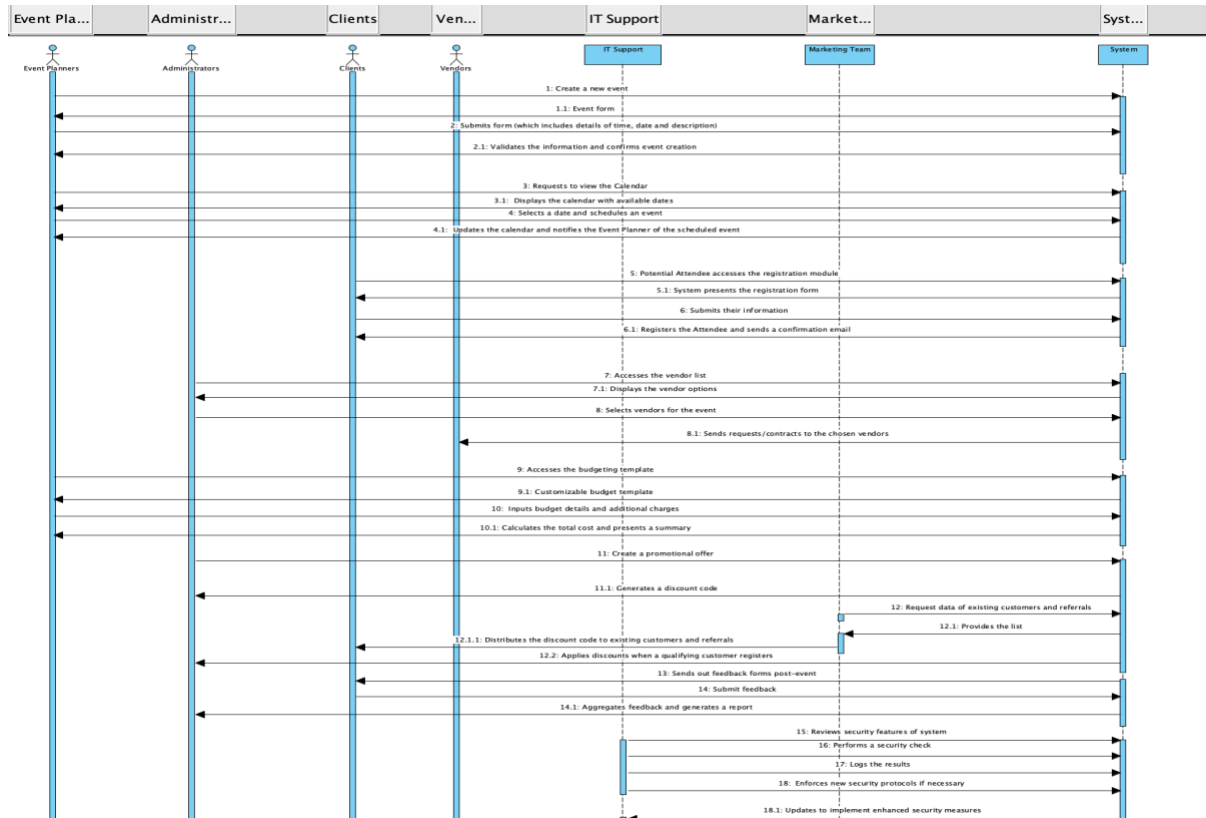 Event Pla...
Administr...
Clients
Ven...
IT Support
Market...
Syst...
Event Planners
Administrators
Clients
Vendors
IT Support
Marketing Team
System
1: Create a new event
1.1: Event form
2: Submits form (which includes details of time, date and description)
2.1: Validates the information and confirms event creation
3: Requests to view the Calendar
3.1: Displays the calendar with available dates
4: Selects a date and schedules an event
4.1: Updates the calendar and notifies the Event Planner of the scheduled event
5: Potential Attendee accesses the registration module
5.1: System presents the registration form
6: Submits their information
6.1: Registers the Attendee and sends a confirmation email
7: Accesses the vendor list
7.1: Displays the vendor options
8: Selects vendors for the event
8.1: Sends requests/contracts to the chosen vendors
9: Accesses the budgeting template
9.1: Customizable budget template
10: Inputs budget details and additional charges
10.1: Calculates the total cost and presents a summary
11: Create a promotional offer
11.1: Generates a discount code
12: Request data of existing customers and referrals
12.1: Provides the list
12.1.1: Distributes the discount code to existing customers and referrals
12.2: Applies discounts when a qualifying customer registers
13: Sends out feedback forms post-event
14: Submit feedback
14.1: Aggregates feedback and generates a report
15: Reviews security features of system
16: Performs a security check
17: Logs the results
18: Enforces new security protocols if necessary
18.1: Updates to implement enhanced security measures